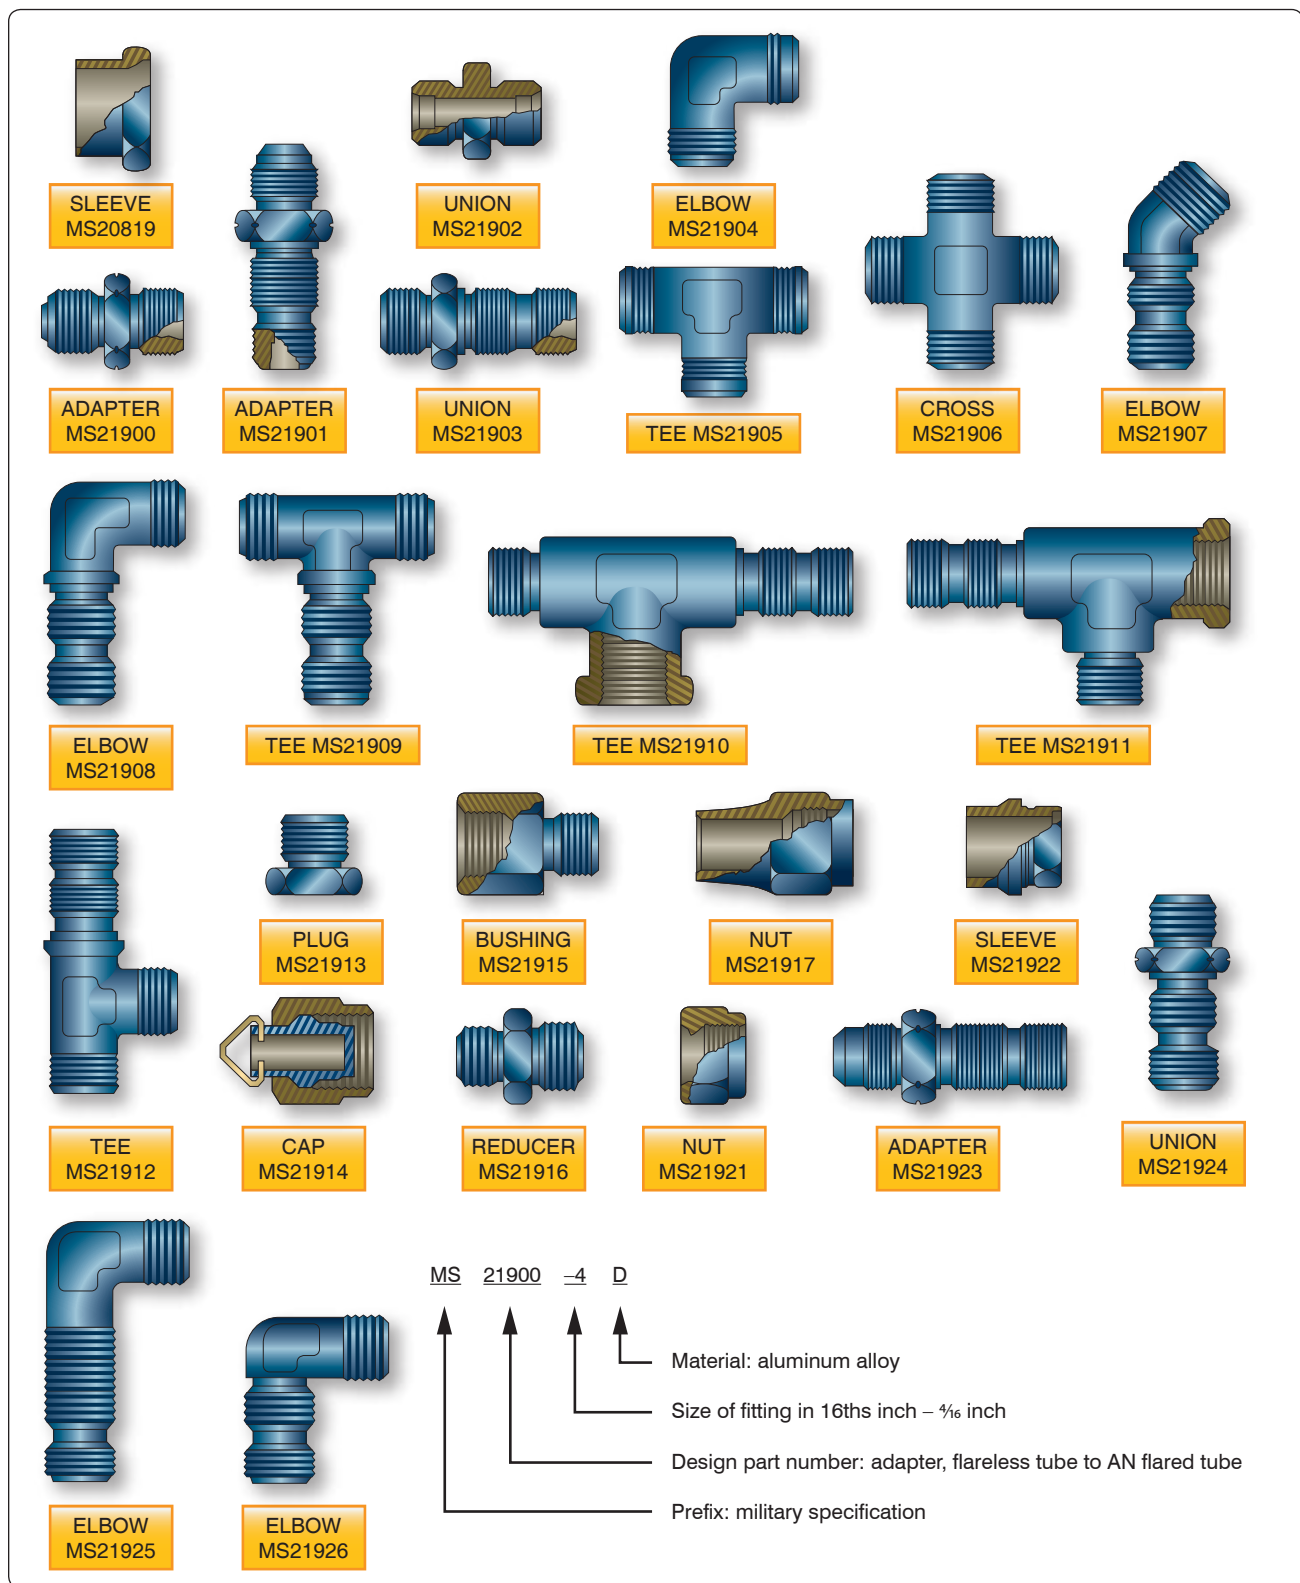 SLEEVE
MS20819
UNION
MS21902
ELBOW
MS21904
ADAPTER
MS21900
ADAPTER
MS21901
UNION
MS21903
TEE MS21905
CROSS
MS21906
ELBOW
MS21907
ELBOW
MS21908
TEE MS21909
TEE MS21910
TEE MS21911
PLUG
MS21913
BUSHING
MS21915
NUT
MS21917
SLEEVE
MS21922
TEE
MS21912
CAP
MS21914
REDUCER
MS21916
NUT
MS21921
ADAPTER
MS21923
UNION
MS21924
ELBOW
MS21925
ELBOW
MS21926
MS 21900 –4 D
Material: aluminum alloy
Size of fitting in 16ths inch – ⁴⁄₁₆ inch
Design part number: adapter, flareless tube to AN flared tube
Prefix: military specification